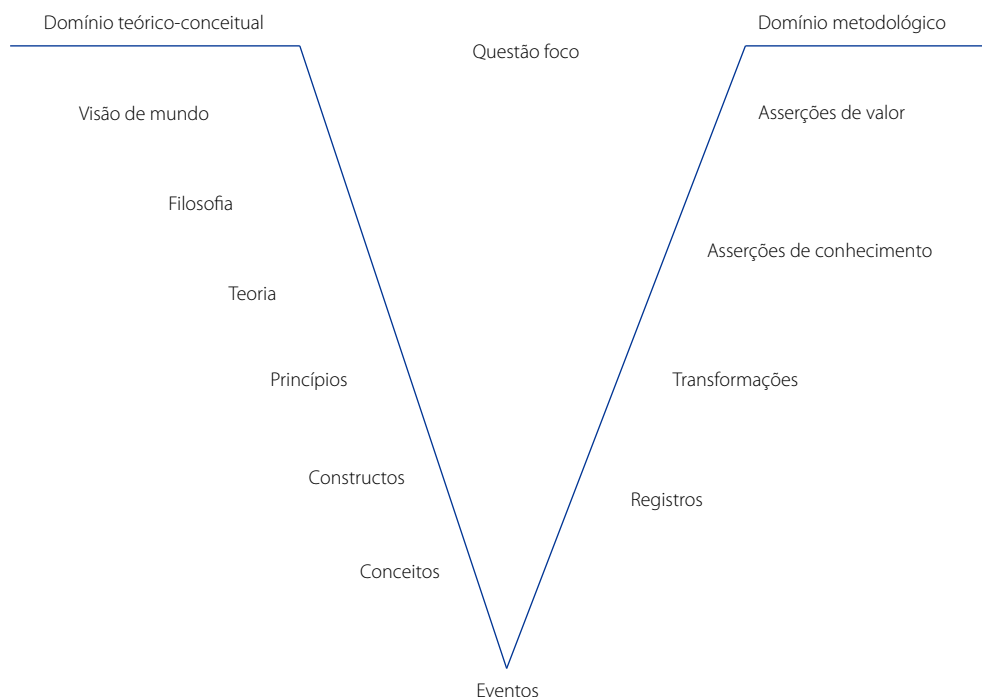 Domínio teórico-conceitual
Domínio metodológico
Questão foco
Visão de mundo
Asserções de valor
Filosofia
Asserções de conhecimento
Teoria
Princípios
Transformações
Constructos
Registros
Conceitos
Eventos